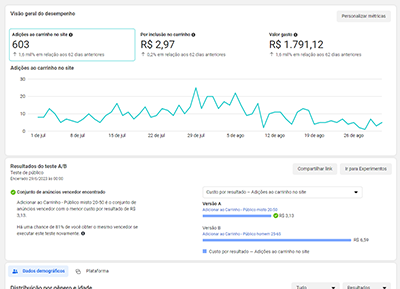 Visão geral do desempenho
Personalizar métricas
Adições ao carrinho no site
603
↑ 1,6 mil% em relação aos 62 dias anteriores
Por inclusão no carrinho
R$ 2,97
↑ 0,2% em relação aos 62 dias anteriores
Valor gasto
R$ 1.791,12
↑ 1,6 mil% em relação aos 62 dias anteriores
Adições ao carrinho no site
30
20
10
0
1 de jul
8 de jul
15 de jul
22 de jul
29 de jul
5 de ago
12 de ago
19 de ago
26 de ago
Resultados do teste A/B
Teste de público
Compartilhar link
Ir para Experimentos
Conjunto de anúncios vencedor encontrado
Adicionar ao Carrinho - Público misto 20-50 é o conjunto de
anúncios vencedor com o menor custo por resultado de R$
3,13.
Há uma chance de 81% de você obter o mesmo vencedor se
executar este teste novamente.
Custo por resultado – Adições ao carrinho no site
Versão A
Adicionar ao Carrinho - Público misto 20-50
R$ 3,13
Versão B
Adicionar ao Carrinho - Público homem 25-65
R$ 6,59
Custo por resultado – Adições ao carrinho no site
Dados demográficos
Plataforma
Distribuição por gênero e idade
Tudo
Resultados